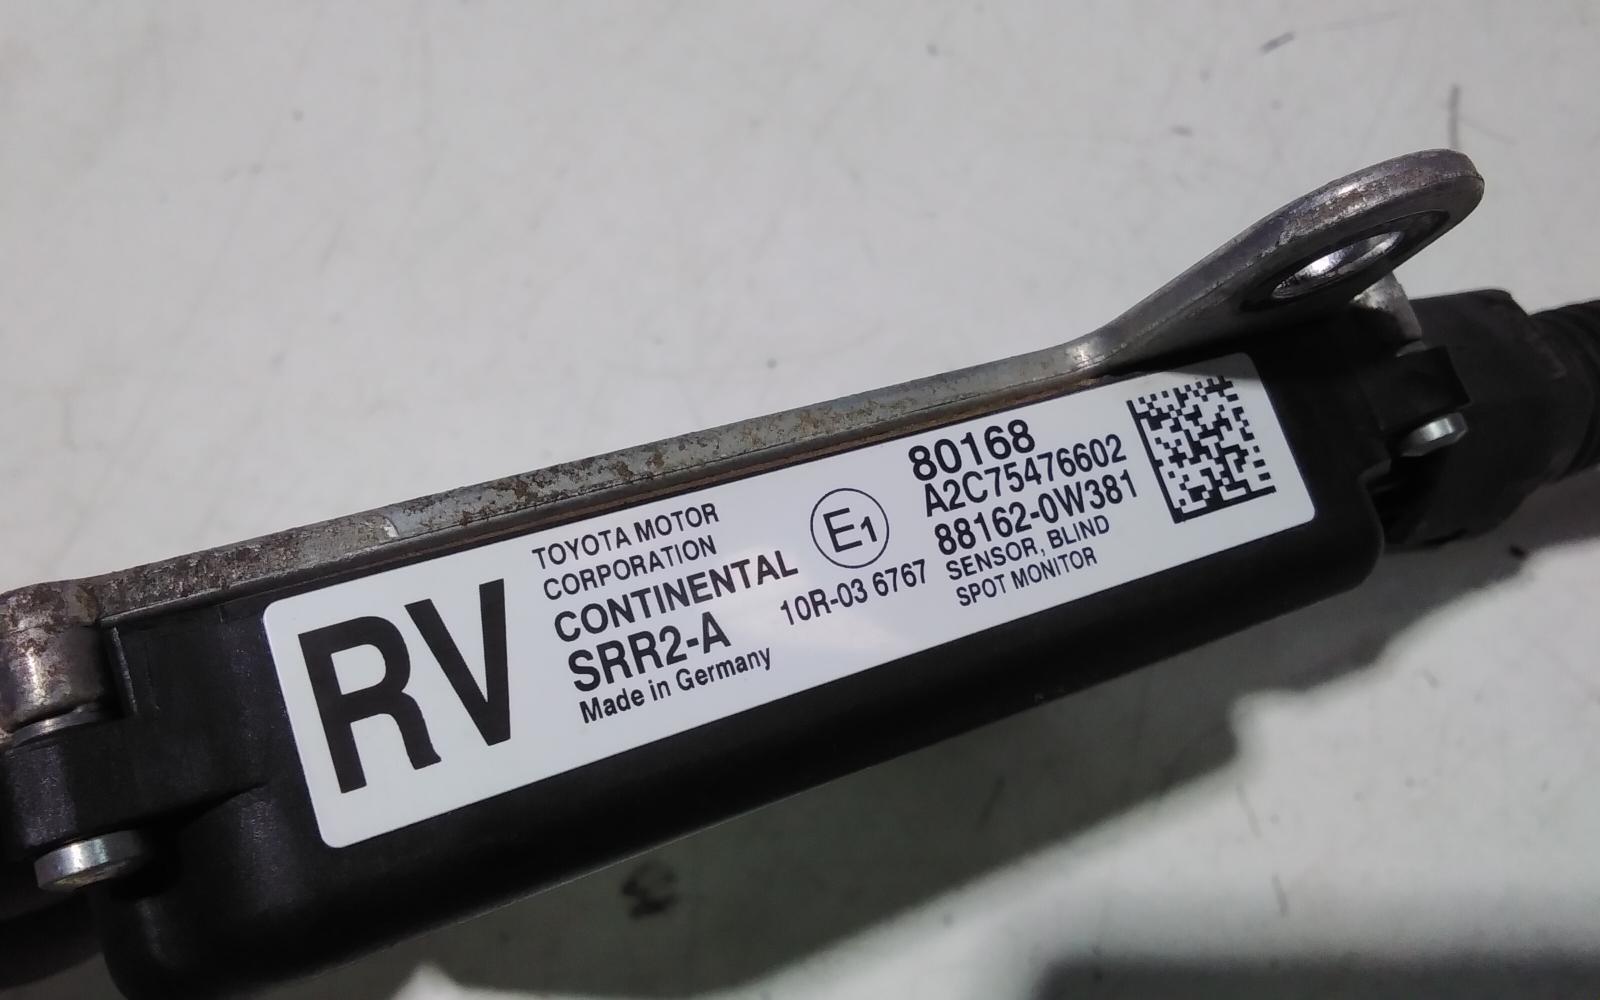 RV
TOYOTA MOTOR
CORPORATION
CONTINENTAL
SRR2-A
Made in Germany
E1
10R-03 6767
80168
A2C75476602
88162-0W381
SENSOR, BLIND
SPOT MONITOR